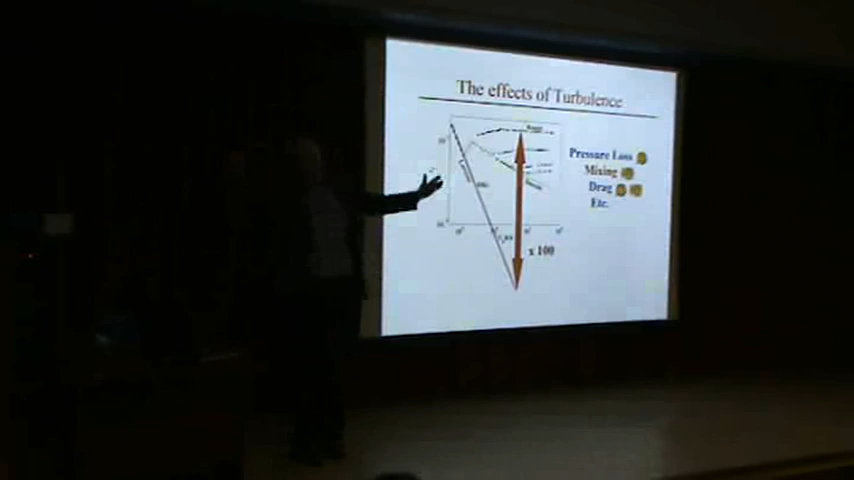 The effects of Turbulence
Pressure Loss
Mixing
Drag
Etc.
x 100